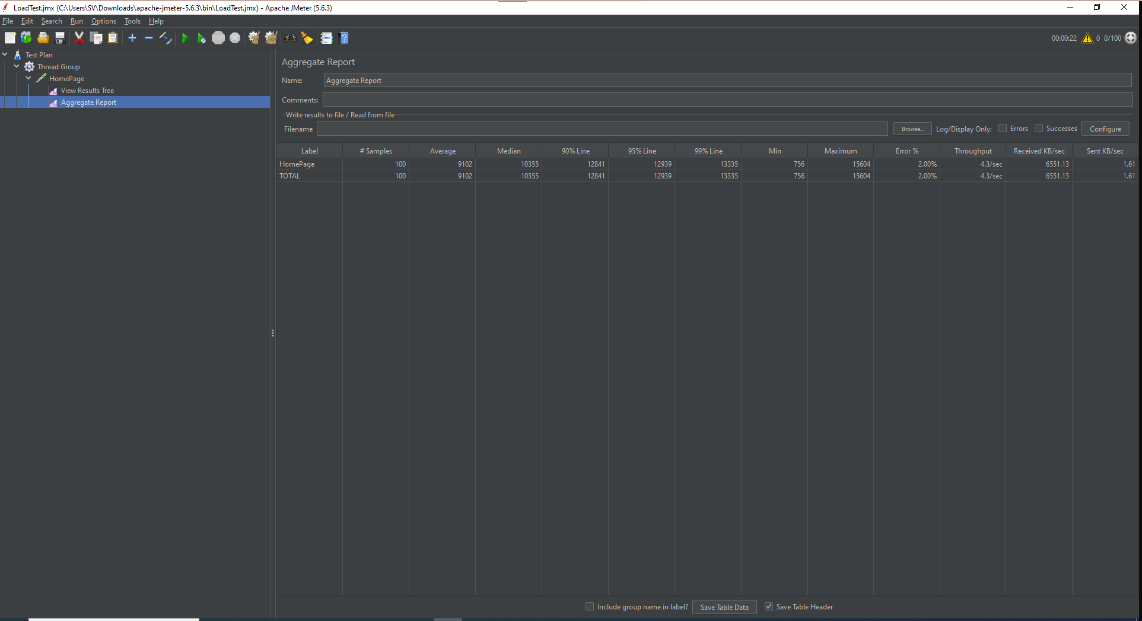 LoadTest.jmx (C:\Users\SV\Downloads\apache-jmeter-5.6.3\bin\LoadTest.jmx) - Apache JMeter (5.6.3)
File Edit Search Run Options Tools Help
00:00:22 0 0/100
Test Plan
Thread Group
HomePage
View Results Tree
Aggregate Report
Aggregate Report
Name: Aggregate Report
Comments:
Write results to file / Read from file
Filename Browse... Log/Display Only: Errors Successes Configure
Label # Samples Average Median 90% Line 95% Line 99% Line Min Maximum Error % Throughput Received KB/sec Sent KB/sec
HomePage 100 9102 10355 12841 12939 13335 756 15604 2.00% 4.3/sec 6551.13 1.61
TOTAL 100 9102 10355 12841 12939 13335 756 15604 2.00% 4.3/sec 6551.13 1.61
Include group name in label? Save Table Data Save Table Header